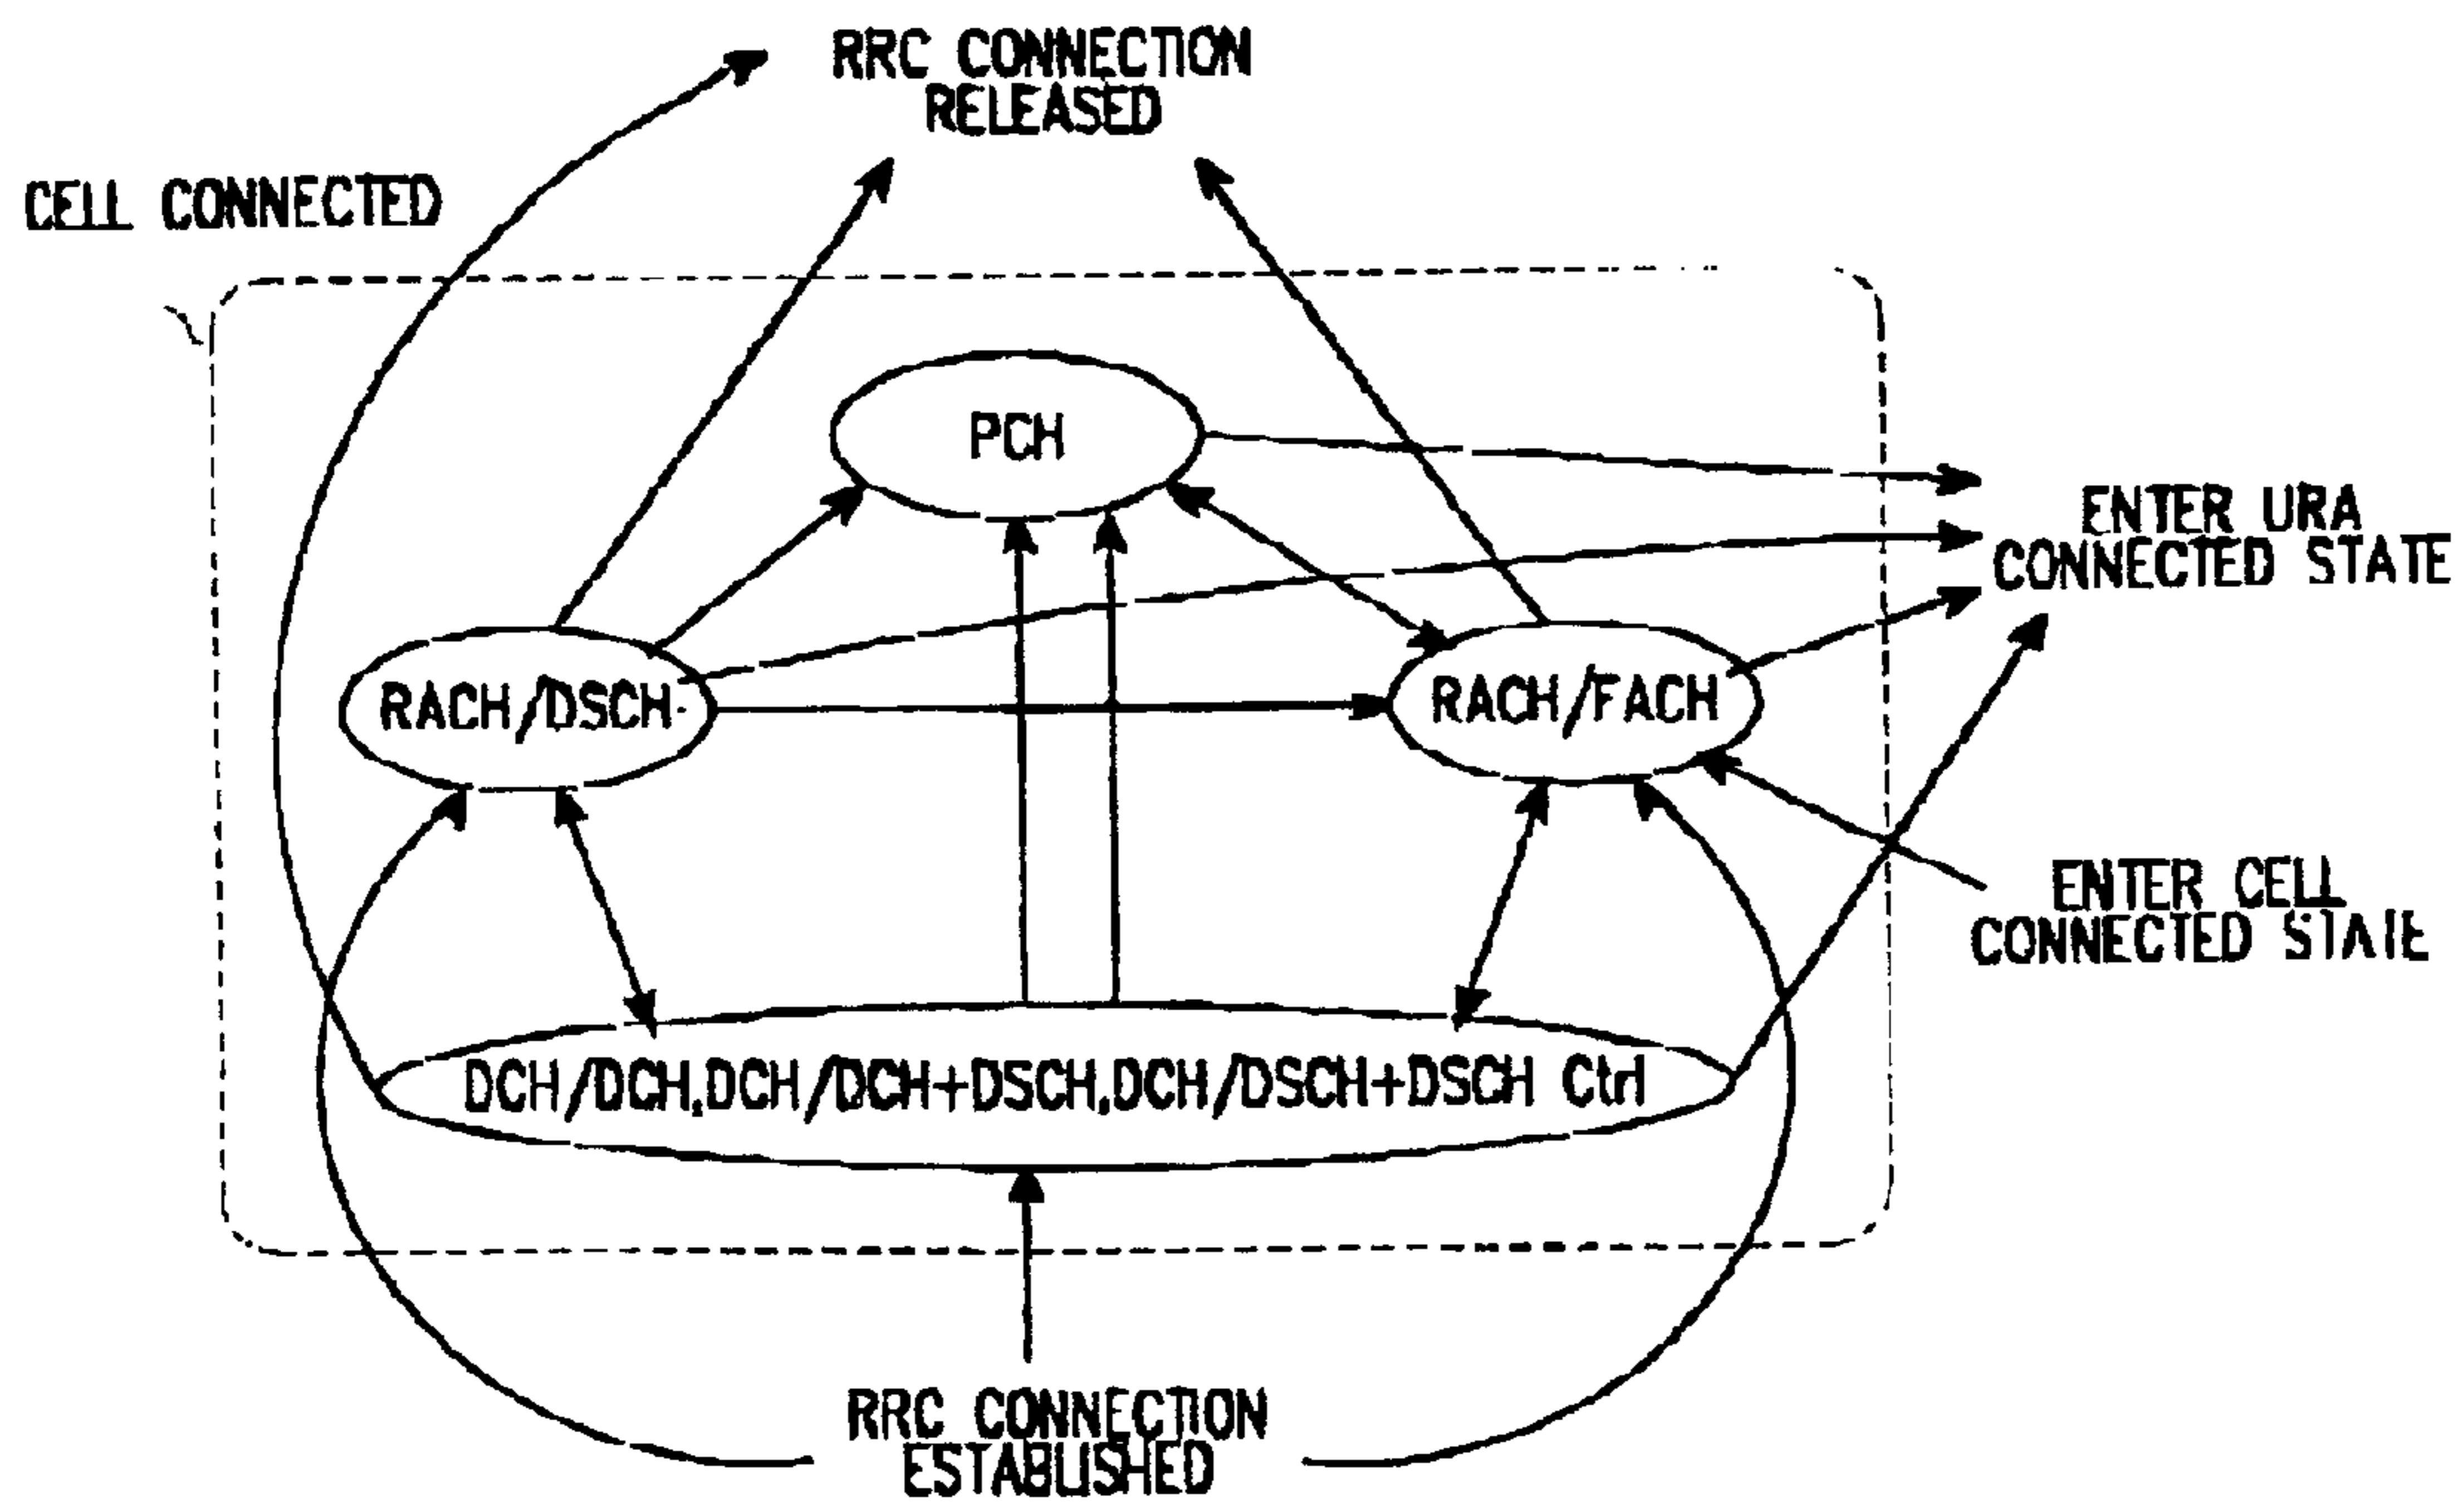 RRC CONNECTION
RELEASED
CELL CONNECTED
PCH
ENTER URA
CONNECTED STATE
RACH/DSCH
RACH/FACH
ENTER CELL
CONNECTED STATE
DCH/DCH,DCH/DCH+DSCH,DCH/DSCH+DSCH Ctrl
RRC CONNECTION
ESTABLISHED